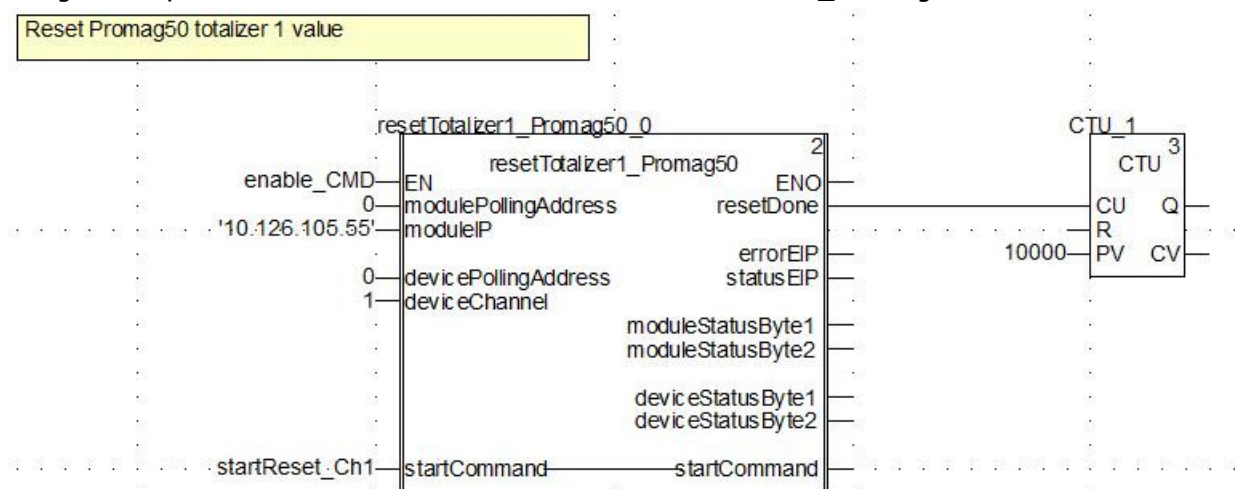 Reset Promag50 totalizer 1 value
resetTotalizer1_Promag50_0
CTU_1
2
3
resetTotalizer1_Promag50
CTU
enable_CMD EN ENO
0 modulePollingAddress resetDone CU Q
'10.126.105.55' moduleIP R
errorEIP 10000 PV CV
0 devicePollingAddress statusEIP
1 deviceChannel
moduleStatusByte1
moduleStatusByte2
deviceStatusByte1
deviceStatusByte2
startReset_Ch1 startCommand startCommand